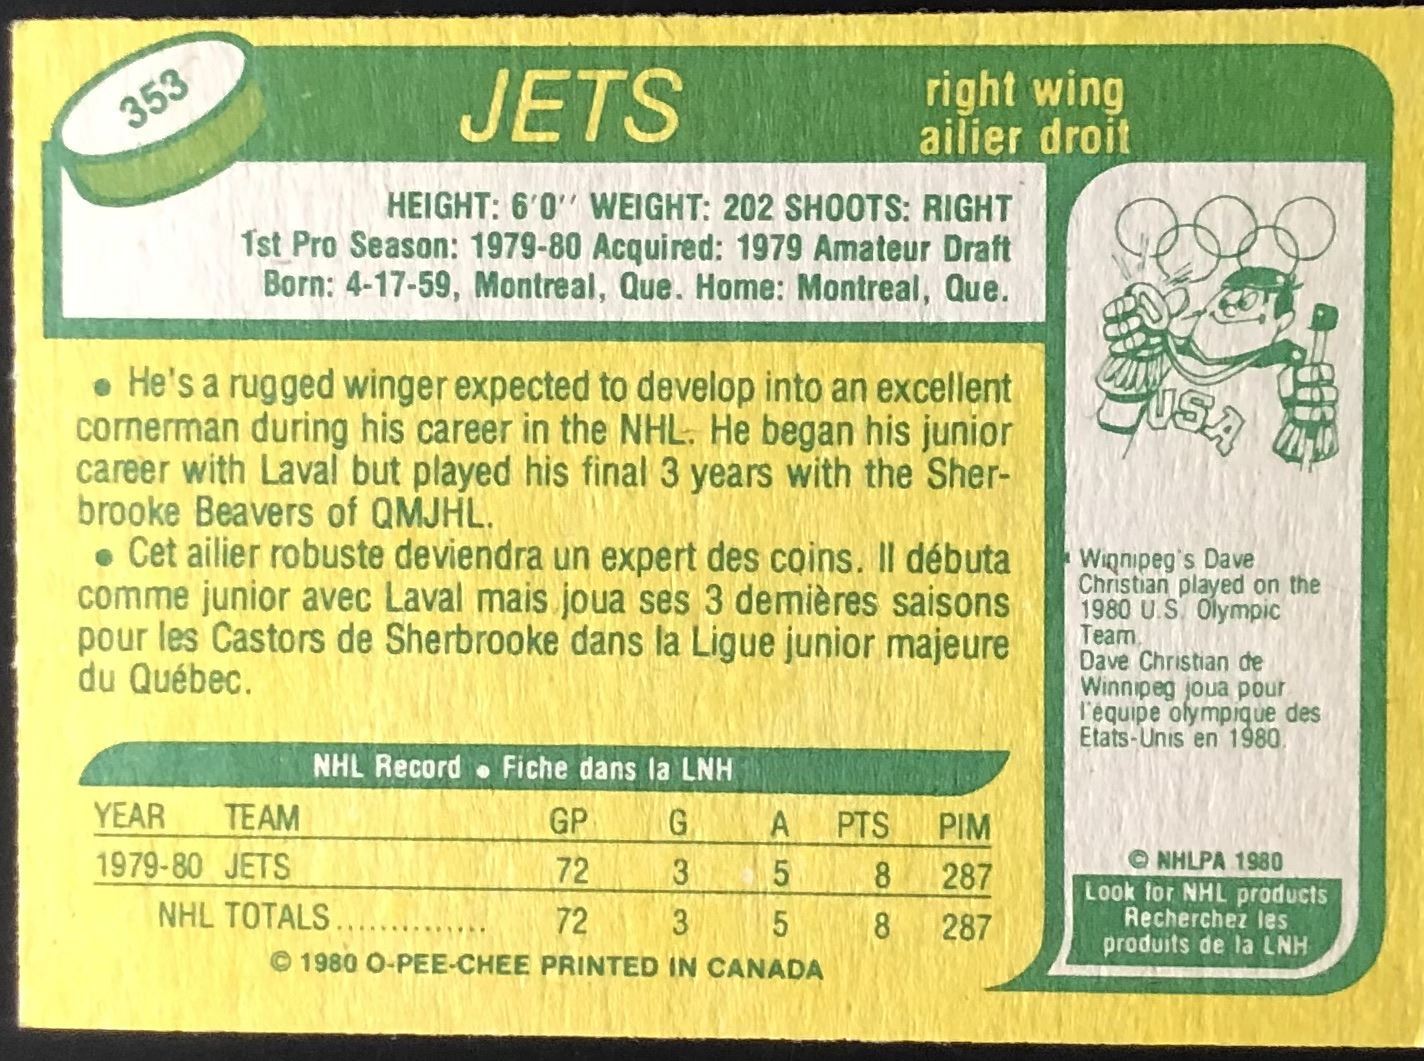 353
JETS
right wing
ailier droit
HEIGHT: 6'0'' WEIGHT: 202 SHOOTS: RIGHT
1st Pro Season: 1979-80 Acquired: 1979 Amateur Draft
Born: 4-17-59, Montreal, Que. Home: Montreal, Que.
• He's a rugged winger expected to develop into an excellent
cornerman during his career in the NHL. He began his junior
career with Laval but played his final 3 years with the Sher-
brooke Beavers of QMJHL.
• Cet ailier robuste deviendra un expert des coins. Il débuta
comme junior avec Laval mais joua ses 3 dernières saisons
pour les Castors de Sherbrooke dans la Ligue junior majeure
du Québec.
USA
Winnipeg's Dave
Christian played on the
1980 U.S. Olympic
Team.
Dave Christian de
Winnipeg joua pour
l'équipe olympique des
Etats-Unis en 1980.
NHL Record • Fiche dans la LNH
YEAR TEAM GP G A PTS PIM
1979-80 JETS 72 3 5 8 287
NHL TOTALS.............. 72 3 5 8 287
© 1980 O-PEE-CHEE PRINTED IN CANADA
© NHLPA 1980
Look for NHL products
Recherchez les
produits de la LNH